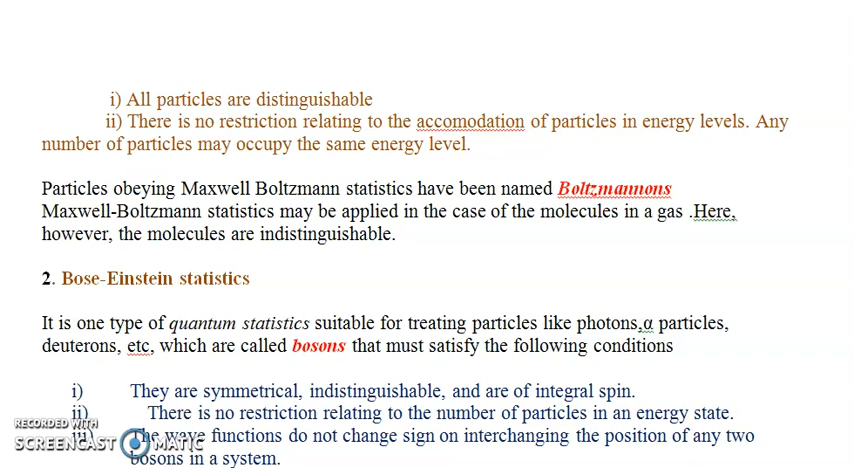 i) All particles are distinguishable
ii) There is no restriction relating to the accomodation of particles in energy levels. Any
number of particles may occupy the same energy level.
Particles obeying Maxwell Boltzmann statistics have been named Boltzmannons
Maxwell-Boltzmann statistics may be applied in the case of the molecules in a gas .Here,
however, the molecules are indistinguishable.
2. Bose-Einstein statistics
It is one type of quantum statistics suitable for treating particles like photons,α particles,
deuterons, etc, which are called bosons that must satisfy the following conditions
i) They are symmetrical, indistinguishable, and are of integral spin.
ii) There is no restriction relating to the number of particles in an energy state.
iii) The wave functions do not change sign on interchanging the position of any two
bosons in a system.
RECORDED WITH
SCREENCAST MATIC